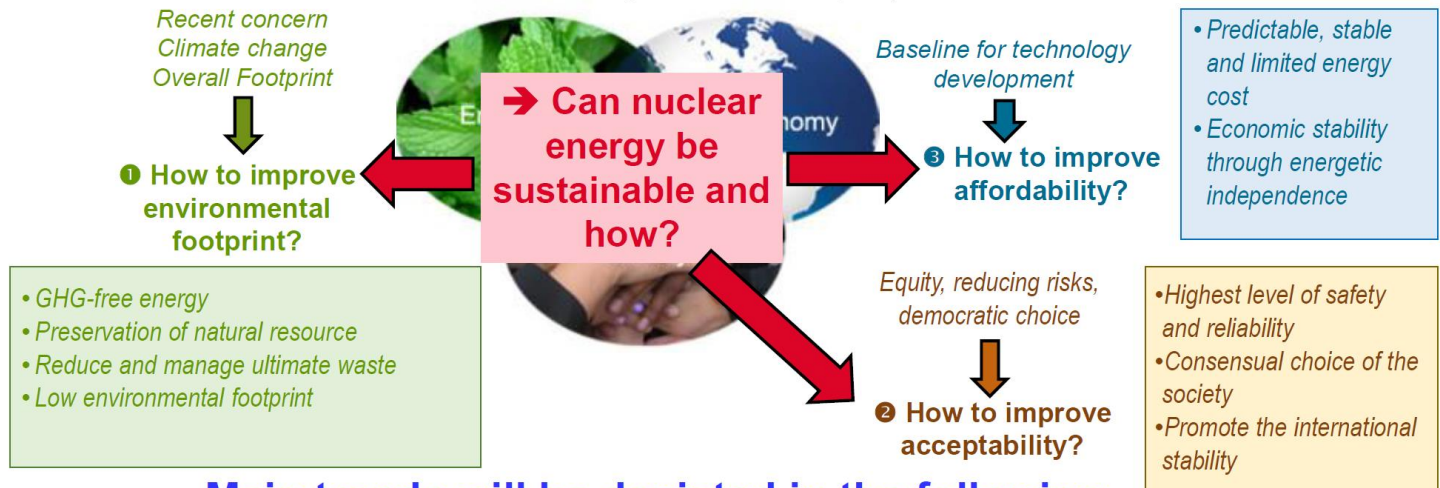 Recent concern
Climate change
Overall Footprint
❶ How to improve
environmental
footprint?
• GHG-free energy
• Preservation of natural resource
• Reduce and manage ultimate waste
• Low environmental footprint
➔ Can nuclear
energy be
sustainable and
how?
Baseline for technology
development
❸ How to improve
affordability?
• Predictable, stable
and limited energy
cost
• Economic stability
through energetic
independence
Equity, reducing risks,
democratic choice
❷ How to improve
acceptability?
•Highest level of safety
and reliability
•Consensual choice of the
society
•Promote the international
stability